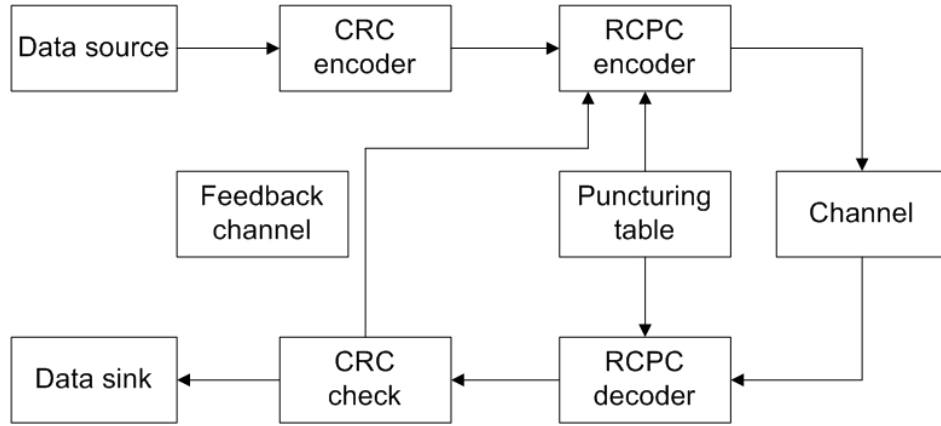 Data source
CRC
encoder
RCPC
encoder
Feedback
channel
Puncturing
table
Channel
Data sink
CRC
check
RCPC
decoder